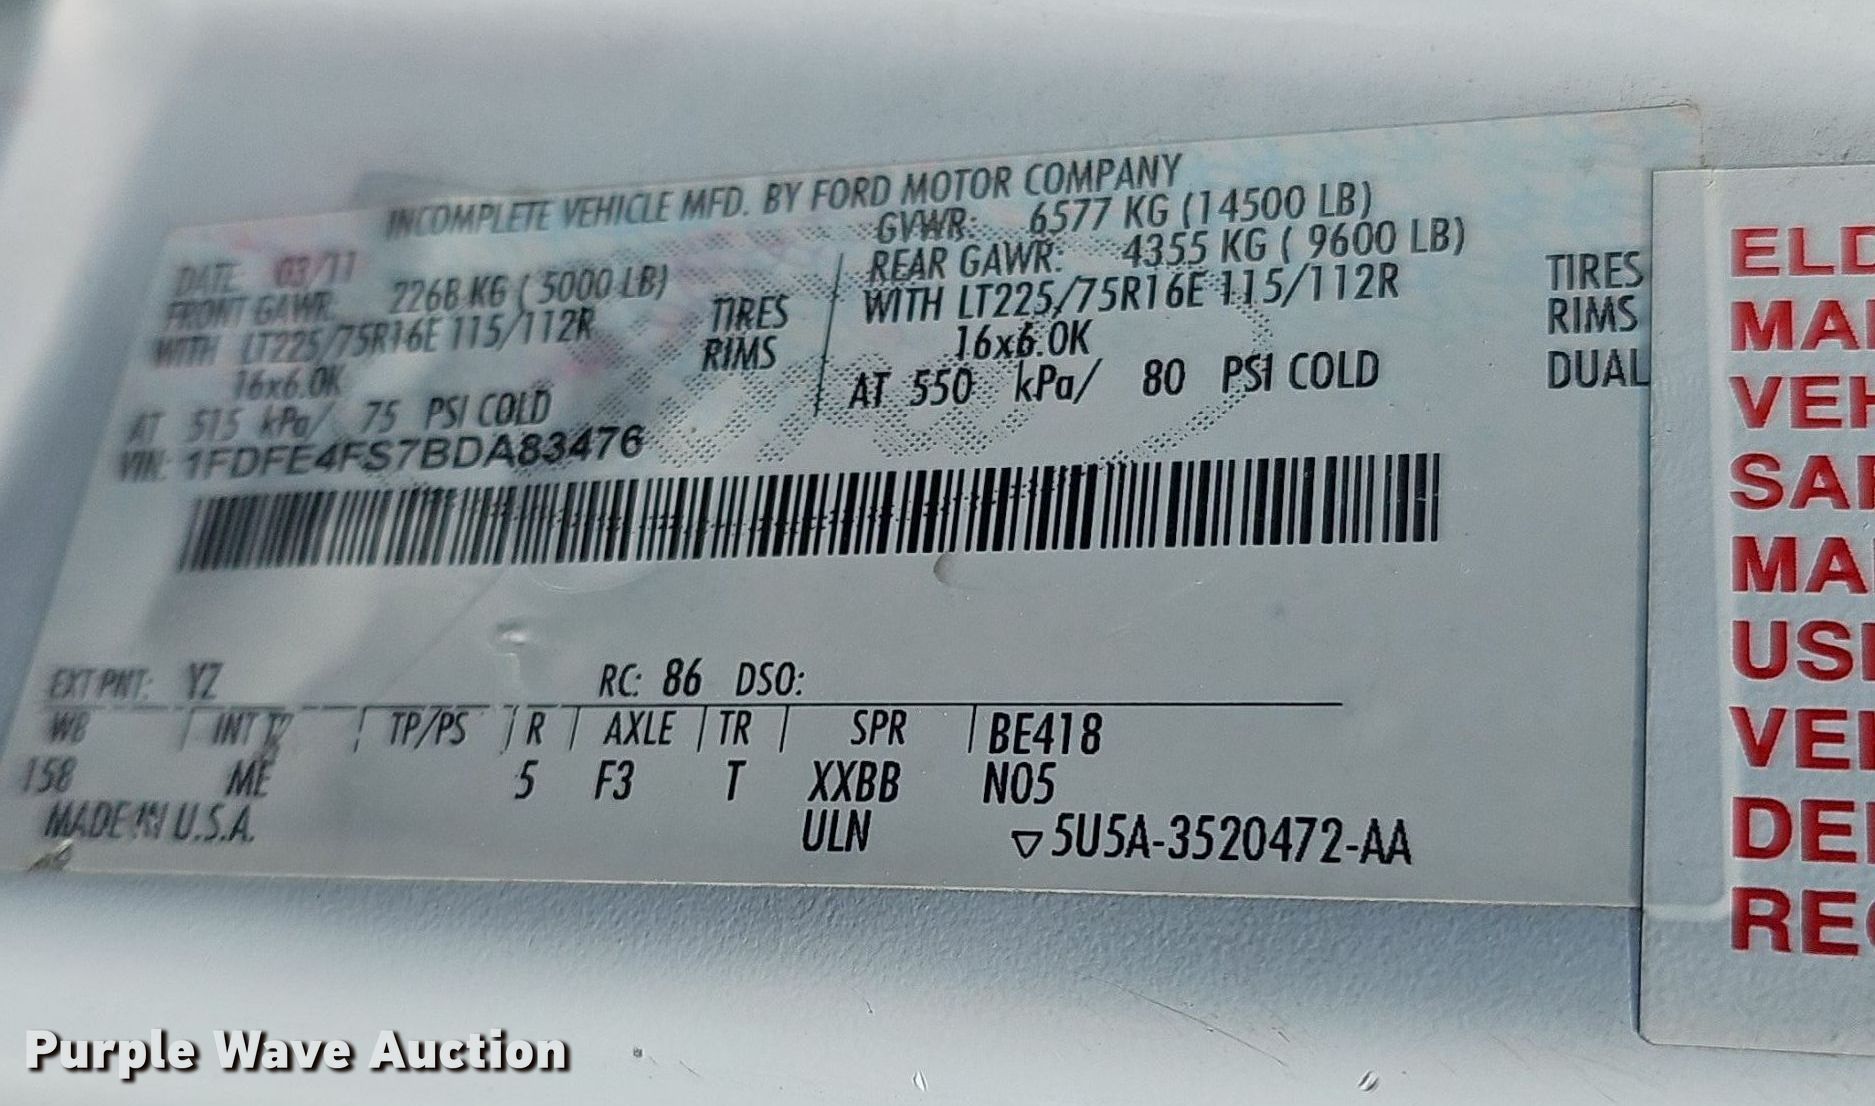 INCOMPLETE VEHICLE MFD. BY FORD MOTOR COMPANY
DATE: 03/11
GVWR: 6577 KG (14500 LB)
FRONT GAWR: 2268 KG ( 5000 LB)
REAR GAWR: 4355 KG ( 9600 LB)
WITH LT225/75R16E 115/112R TIRES
WITH LT225/75R16E 115/112R TIRES
16x6.0K RIMS
16x6.0K RIMS
AT 515 kPa/ 75 PSI COLD
AT 550 kPa/ 80 PSI COLD DUAL
VIN: 1FDFE4FS7BDA83476
EXT PNT: YZ RC: 86 DSO:
WB INT TP/PS R AXLE TR SPR BE418
158 ME 5 F3 T XXBB N05
MADE IN U.S.A. ULN ▽5U5A-3520472-AA
ELD
MA
VEH
SA
MA
USE
VE
DE
REC
Purple Wave Auction